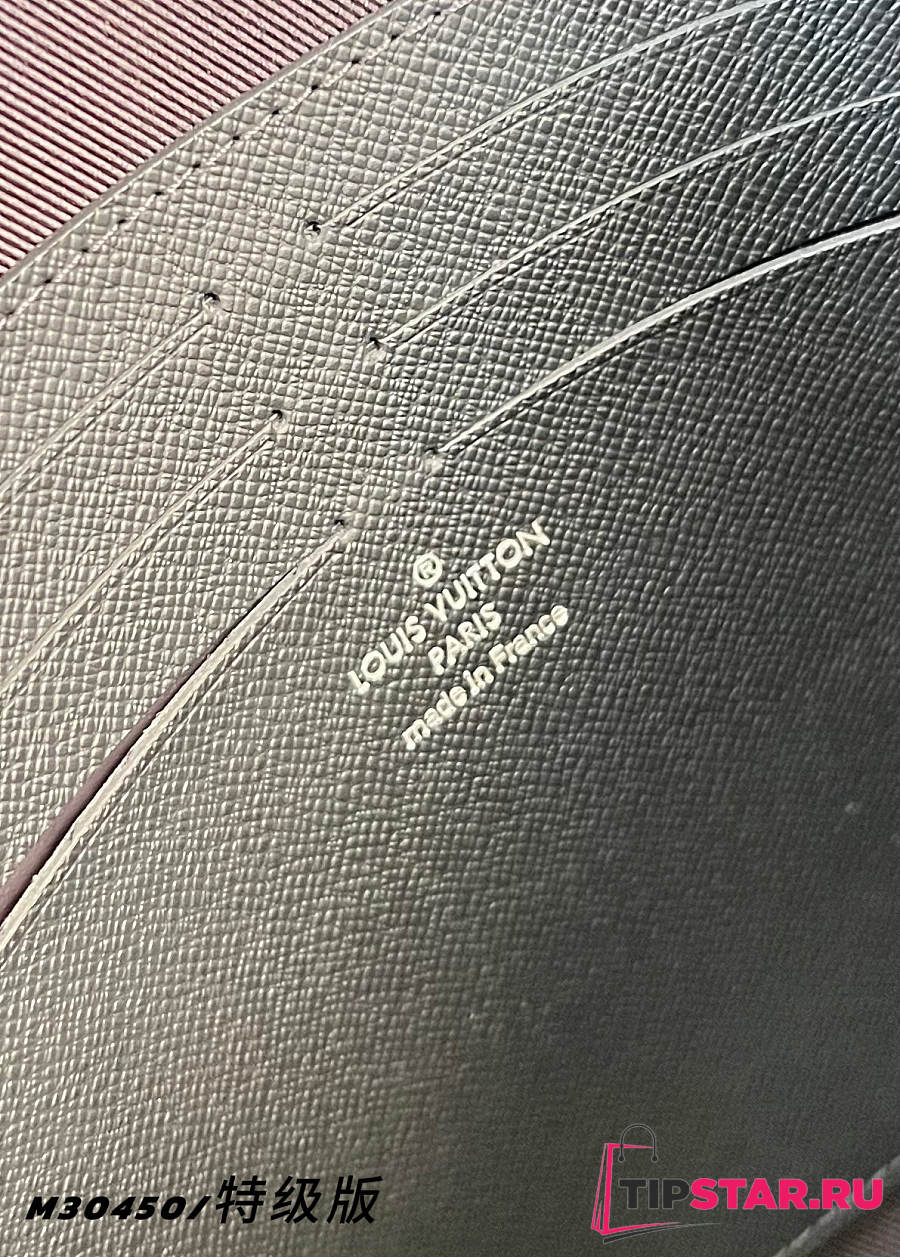 ®
LOUIS VUITTON
PARIS
made in France
M30450/特级版
TIPSTAR.RU